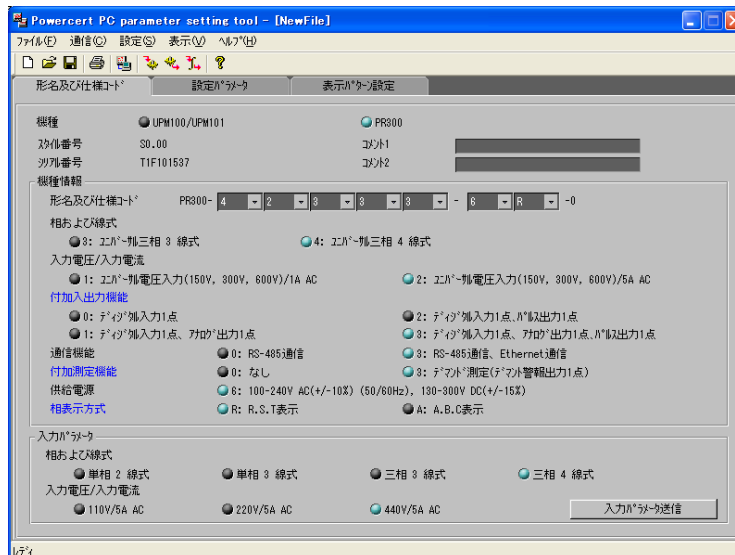 Powercert PC parameter setting tool - [NewFile]
ﾌｧｲﾙ(F) 通信(C) 設定(S) 表示(V) ﾍﾙﾌﾟ(H)
形名及び仕様ｺｰﾄﾞ 設定ﾊﾟﾗﾒｰﾀ 表示ﾊﾟﾀｰﾝ設定
機種 UPM100/UPM101 PR300
ｽﾀｲﾙ番号 S0.00 ｺﾒﾝﾄ1
ｼﾘｱﾙ番号 T1F101537 ｺﾒﾝﾄ2
機種情報
形名及び仕様ｺｰﾄﾞ PR300- 4 2 3 3 3 - 6 R -0
相および線式
3: ﾕﾆﾊﾞｰｻﾙ三相 3 線式 4: ﾕﾆﾊﾞｰｻﾙ三相 4 線式
入力電圧/入力電流
1: ﾕﾆﾊﾞｰｻﾙ電圧入力(150V, 300V, 600V)/1A AC 2: ﾕﾆﾊﾞｰｻﾙ電圧入力(150V, 300V, 600V)/5A AC
付加入出力機能
0: ﾃﾞｨｼﾞﾀﾙ入力1点 2: ﾃﾞｨｼﾞﾀﾙ入力1点､ﾊﾟﾙｽ出力1点
1: ﾃﾞｨｼﾞﾀﾙ入力1点、ｱﾅﾛｸﾞ出力1点 3: ﾃﾞｨｼﾞﾀﾙ入力1点、ｱﾅﾛｸﾞ出力1点､ﾊﾟﾙｽ出力1点
通信機能 0: RS-485通信 3: RS-485通信、Ethernet通信
付加測定機能 0: なし 3: ﾃﾞﾏﾝﾄﾞ測定(ﾃﾞﾏﾝﾄﾞ警報出力1点)
供給電源 6: 100-240V AC(+/-10%) (50/60Hz), 130-300V DC(+/-15%)
相表示方式 R: R.S.T表示 A: A.B.C表示
入力ﾊﾟﾗﾒｰﾀ
相および線式
単相 2 線式 単相 3 線式 三相 3 線式 三相 4 線式
入力電圧/入力電流
110V/5A AC 220V/5A AC 440V/5A AC 入力ﾊﾟﾗﾒｰﾀ送信
ﾚﾃﾞｨ